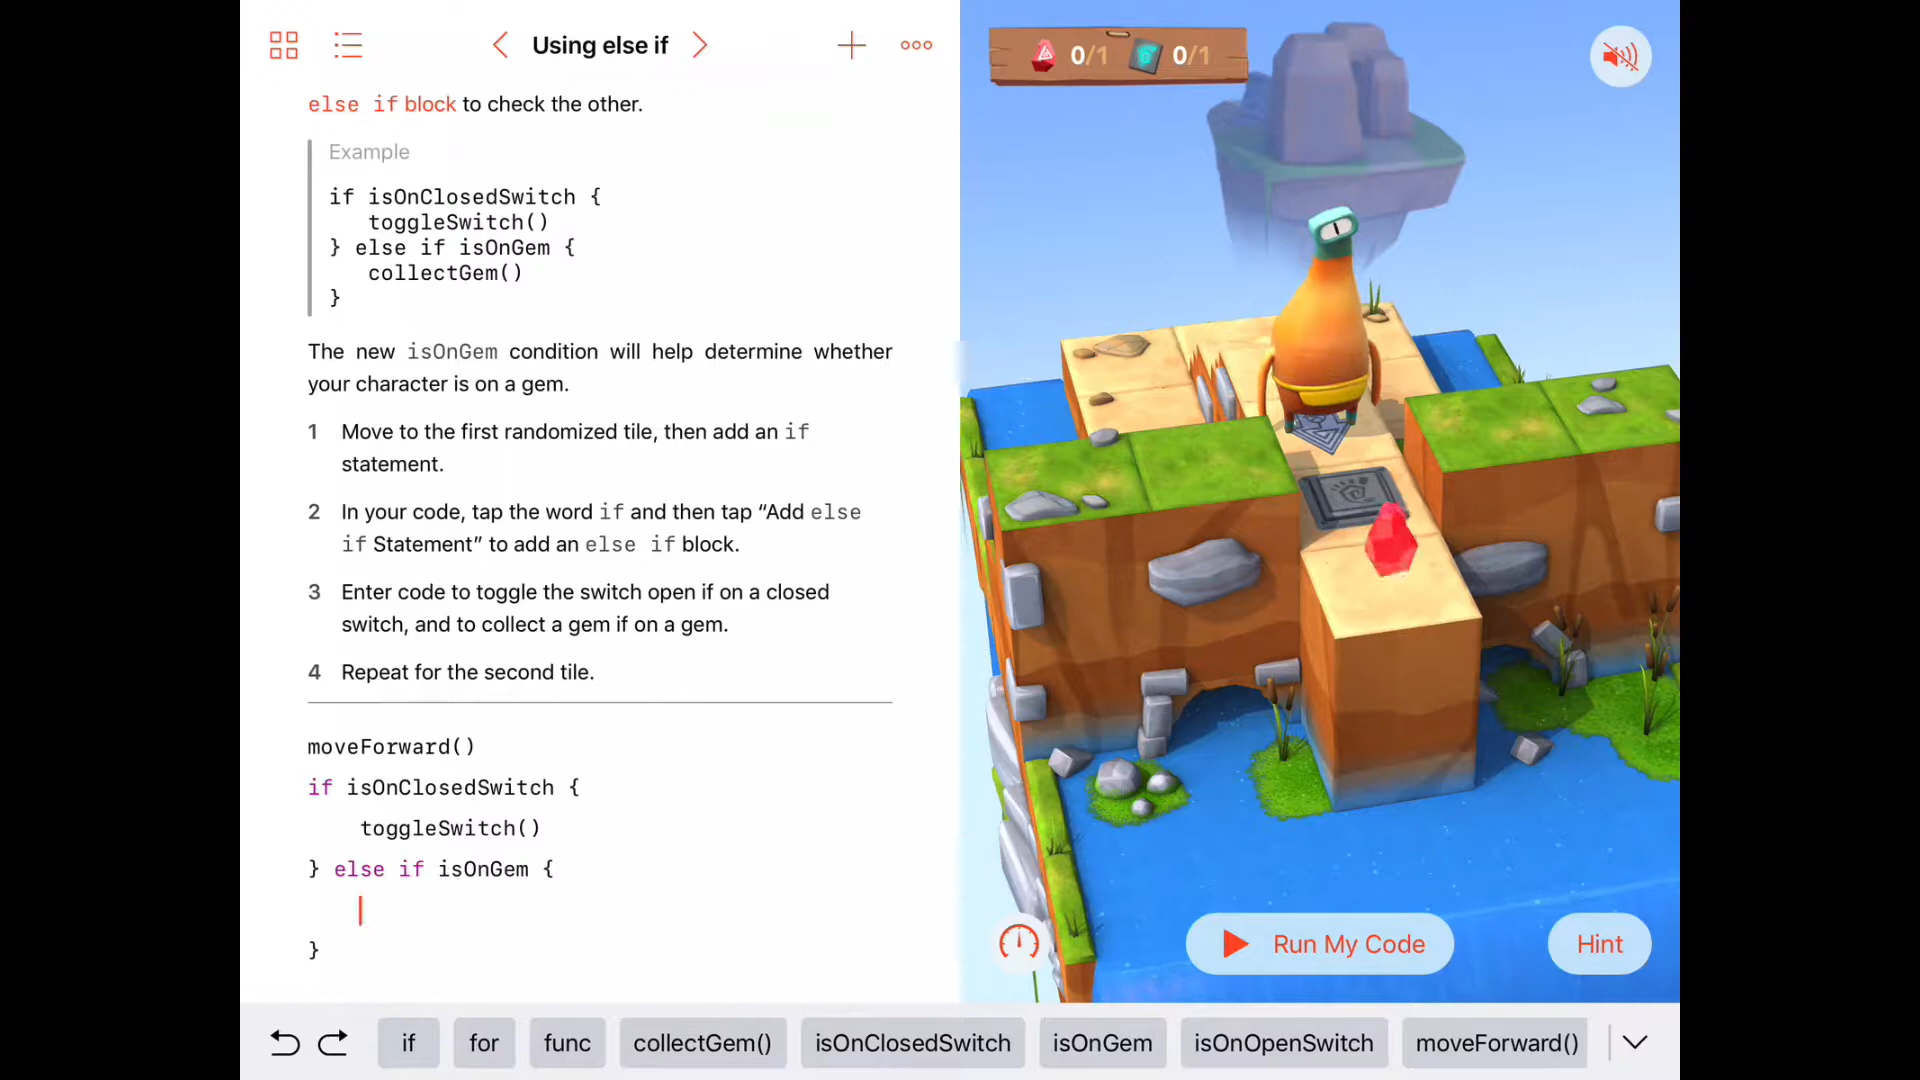 Using else if
else if block to check the other.
Example
if isOnClosedSwitch {
toggleSwitch()
} else if isOnGem {
collectGem()
}
The new isOnGem condition will help determine whether
your character is on a gem.
1 Move to the first randomized tile, then add an if
statement.
2 In your code, tap the word if and then tap “Add else
if Statement” to add an else if block.
3 Enter code to toggle the switch open if on a closed
switch, and to collect a gem if on a gem.
4 Repeat for the second tile.
moveForward()
if isOnClosedSwitch {
toggleSwitch()
} else if isOnGem {
}
0/1 0/1
Run My Code
Hint
if for func collectGem() isOnClosedSwitch isOnGem isOnOpenSwitch moveForward()